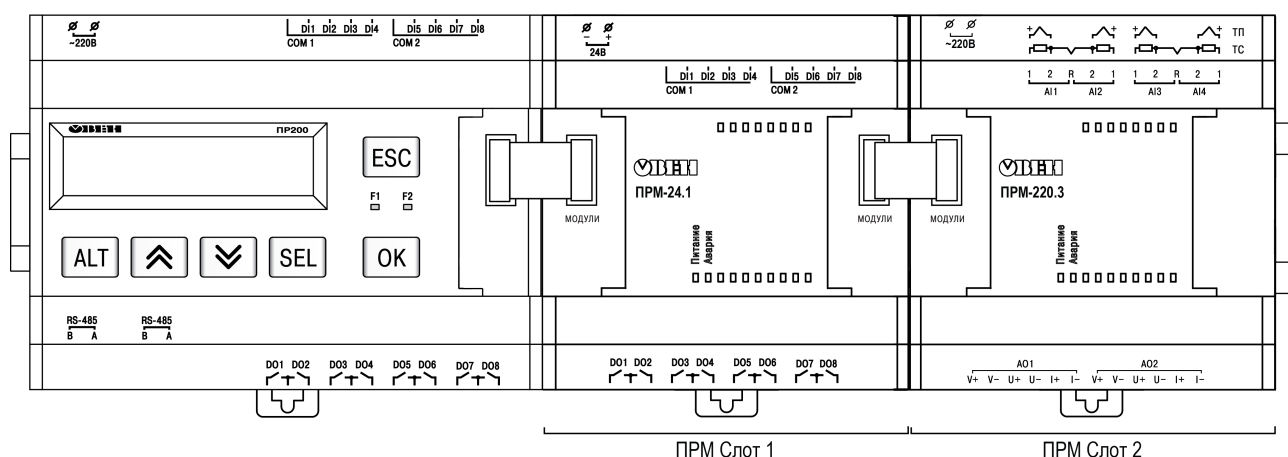 ~220В
DI1 DI2 DI3 DI4 DI5 DI6 DI7 DI8
COM 1 COM 2
- +
24В
DI1 DI2 DI3 DI4 DI5 DI6 DI7 DI8
COM 1 COM 2
~220В
+ + + + ТП
ТС
1 2 R 2 1 1 2 R 2 1
AI1 AI2 AI3 AI4
ОВЕН ПР200
ESC
F1 F2
ALT SEL OK
МОДУЛИ
ОВЕН
ПРМ-24.1
Питание
Авария
МОДУЛИ
МОДУЛИ
ОВЕН
ПРМ-220.3
Питание
Авария
RS-485 RS-485
B A B A
DO1 DO2 DO3 DO4 DO5 DO6 DO7 DO8
DO1 DO2 DO3 DO4 DO5 DO6 DO7 DO8
AO1 AO2
V+ V- U+ U- I+ I- V+ V- U+ U- I+ I-
ПРМ Слот 1 ПРМ Слот 2